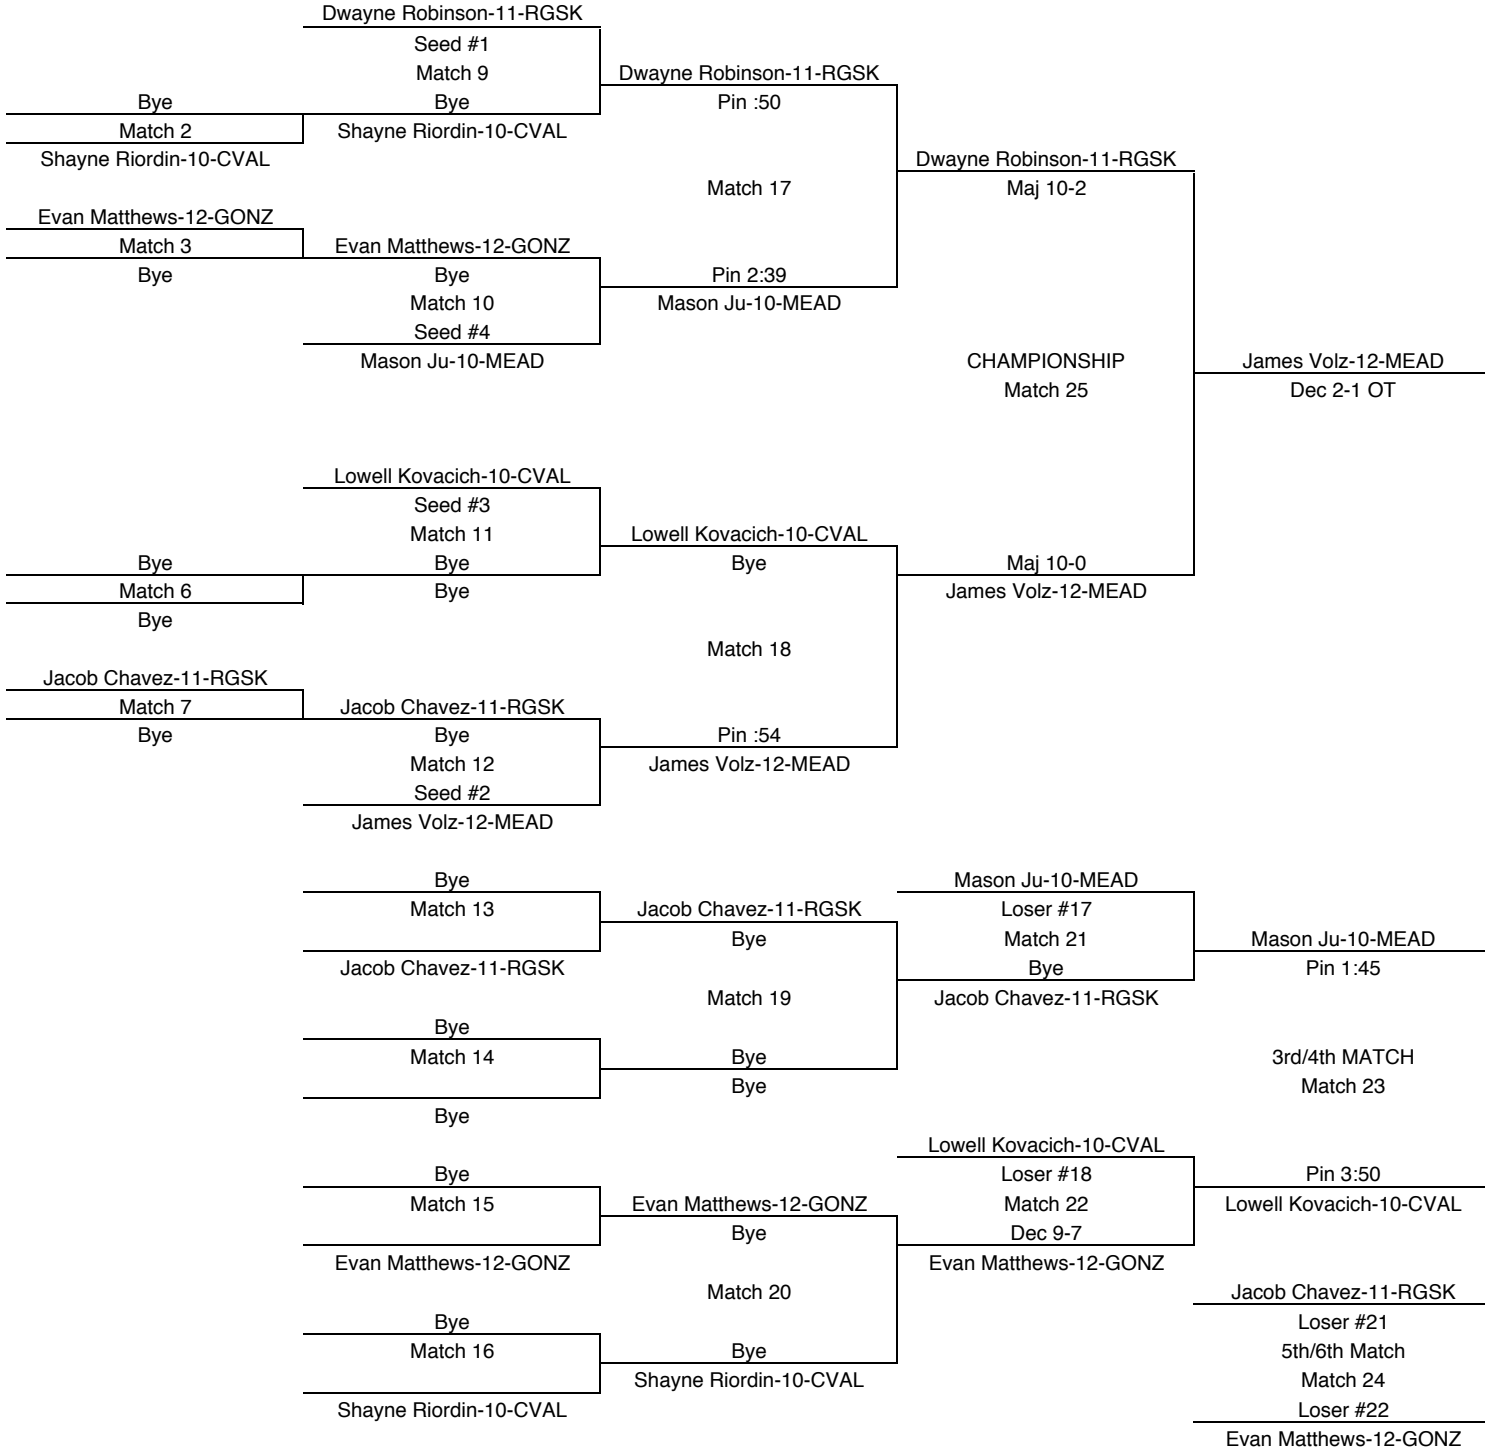 Dwayne Robinson-11-RGSK
Seed #1
Match 9
Dwayne Robinson-11-RGSK
Bye
Bye
Pin :50
Match 2
Shayne Riordin-10-CVAL
Shayne Riordin-10-CVAL
Dwayne Robinson-11-RGSK
Match 17
Maj 10-2
Evan Matthews-12-GONZ
Match 3
Evan Matthews-12-GONZ
Bye
Bye
Pin 2:39
Match 10
Mason Ju-10-MEAD
Seed #4
Mason Ju-10-MEAD
CHAMPIONSHIP
James Volz-12-MEAD
Match 25
Dec 2-1 OT
Lowell Kovacich-10-CVAL
Seed #3
Match 11
Lowell Kovacich-10-CVAL
Bye
Bye
Bye
Maj 10-0
Match 6
Bye
James Volz-12-MEAD
Bye
Match 18
Jacob Chavez-11-RGSK
Match 7
Jacob Chavez-11-RGSK
Bye
Bye
Pin :54
Match 12
James Volz-12-MEAD
Seed #2
James Volz-12-MEAD
Bye
Mason Ju-10-MEAD
Match 13
Jacob Chavez-11-RGSK
Loser #17
Bye
Match 21
Mason Ju-10-MEAD
Jacob Chavez-11-RGSK
Bye
Pin 1:45
Match 19
Jacob Chavez-11-RGSK
Bye
Match 14
Bye
3rd/4th MATCH
Bye
Match 23
Bye
Lowell Kovacich-10-CVAL
Bye
Loser #18
Pin 3:50
Match 15
Evan Matthews-12-GONZ
Match 22
Lowell Kovacich-10-CVAL
Bye
Dec 9-7
Evan Matthews-12-GONZ
Evan Matthews-12-GONZ
Match 20
Jacob Chavez-11-RGSK
Bye
Loser #21
Match 16
Bye
5th/6th Match
Shayne Riordin-10-CVAL
Match 24
Shayne Riordin-10-CVAL
Loser #22
Evan Matthews-12-GONZ